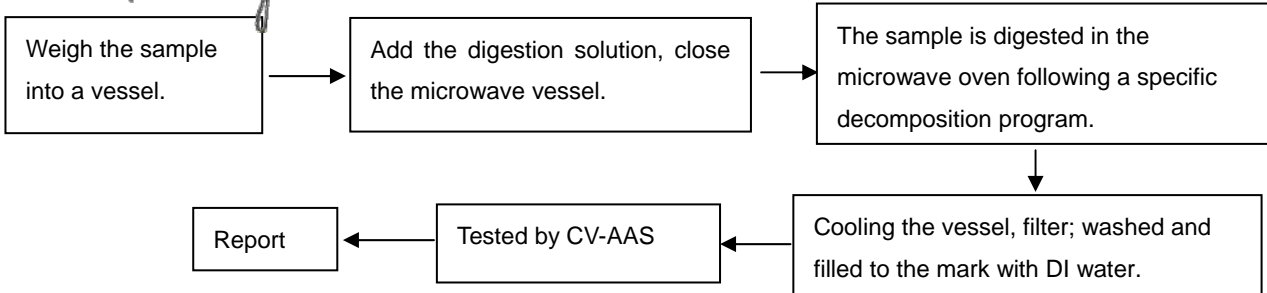 Weigh the sample
into a vessel.
Add the digestion solution, close
the microwave vessel.
The sample is digested in the
microwave oven following a specific
decomposition program.
Cooling the vessel, filter; washed and
filled to the mark with DI water.
Tested by CV-AAS
Report